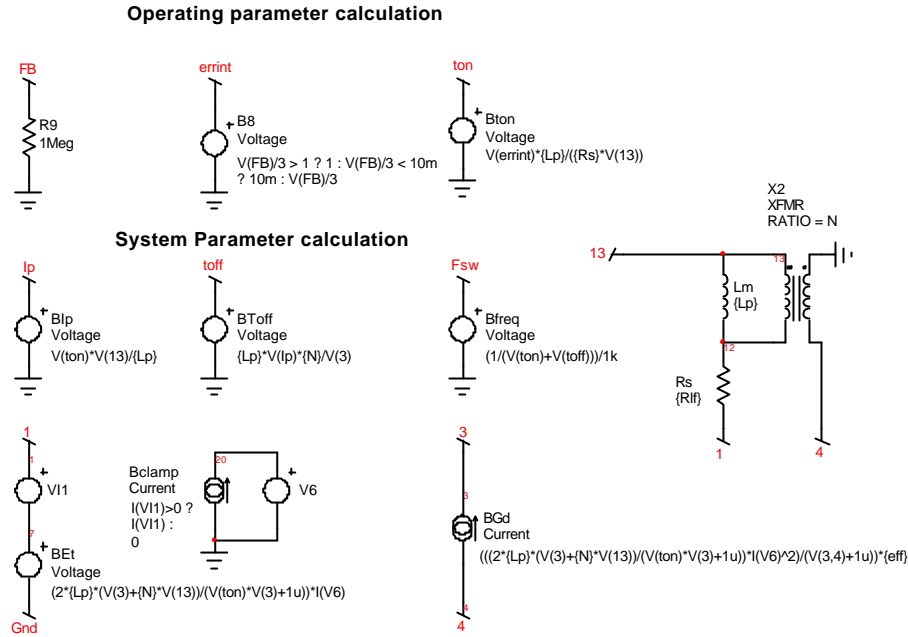 Operating parameter calculation
FB
R9
1Meg
errint
+
B8
Voltage
V(FB)/3 > 1 ? 1 : V(FB)/3 < 10m
? 10m : V(FB)/3
ton
+
Bton
Voltage
V(errint)*{Lp}/({Rs}*V(13))
System Parameter calculation
Ip
+
BIp
Voltage
V(ton)*V(13)/{Lp}
toff
+
BToff
Voltage
{Lp}*V(Ip)*{N}/V(3)
Fsw
+
Bfreq
Voltage
(1/(V(ton)+V(toff)))/1k
X2
XFMR
RATIO = N
13
13
Lm
{Lp}
12
Rs
{RIf}
1
4
1
1
+
VI1
7
+
BEt
Voltage
(2*{Lp}*(V(3)+{N}*V(13))/(V(ton)*V(3)+1u))*I(V6)
Gnd
Bclamp
Current
I(VI1)>0 ?
I(VI1) :
0
20
+
V6
3
3
BGd
Current
(((2*{Lp}*(V(3)+{N}*V(13))/(V(ton)*V(3)+1u))*I(V6)^2)/(V(3,4)+1u))*{eff}
4
4